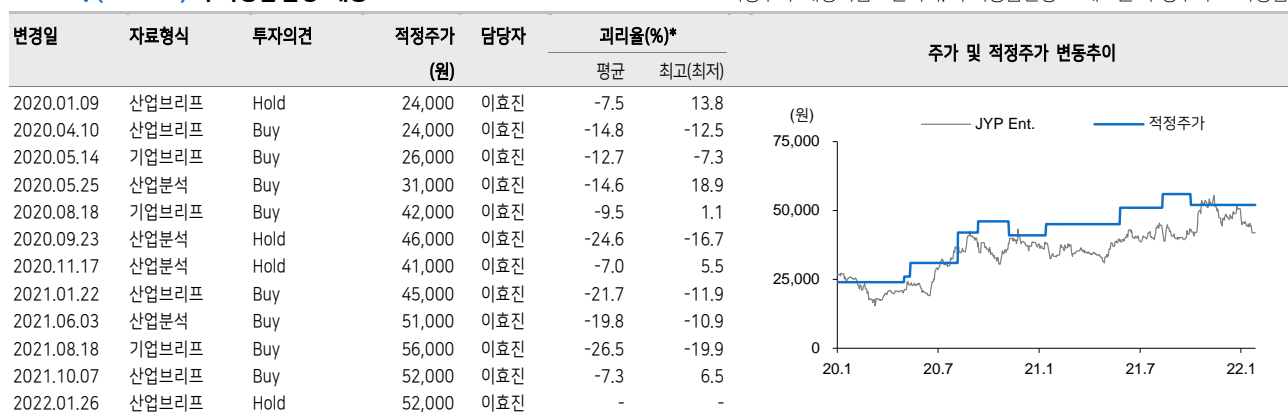 변경일 자료형식 투자의견 적정주가 담당자 괴리율(%)* 주가 및 적정주가 변동추이
(원) 평균 최고(최저)
2020.01.09 산업브리프 Hold 24,000 이효진 -7.5 13.8
2020.04.10 산업브리프 Buy 24,000 이효진 -14.8 -12.5
2020.05.14 기업브리프 Buy 26,000 이효진 -12.7 -7.3
2020.05.25 산업분석 Buy 31,000 이효진 -14.6 18.9
2020.08.18 기업브리프 Buy 42,000 이효진 -9.5 1.1
2020.09.23 산업분석 Hold 46,000 이효진 -24.6 -16.7
2020.11.17 산업분석 Hold 41,000 이효진 -7.0 5.5
2021.01.22 산업브리프 Buy 45,000 이효진 -21.7 -11.9
2021.06.03 산업분석 Buy 51,000 이효진 -19.8 -10.9
2021.08.18 기업브리프 Buy 56,000 이효진 -26.5 -19.9
2021.10.07 산업브리프 Buy 52,000 이효진 -7.3 6.5
2022.01.26 산업브리프 Hold 52,000 이효진 - -
(원)
JYP Ent. 적정주가
75,000
50,000
25,000
0
20.1 20.7 21.1 21.7 22.1